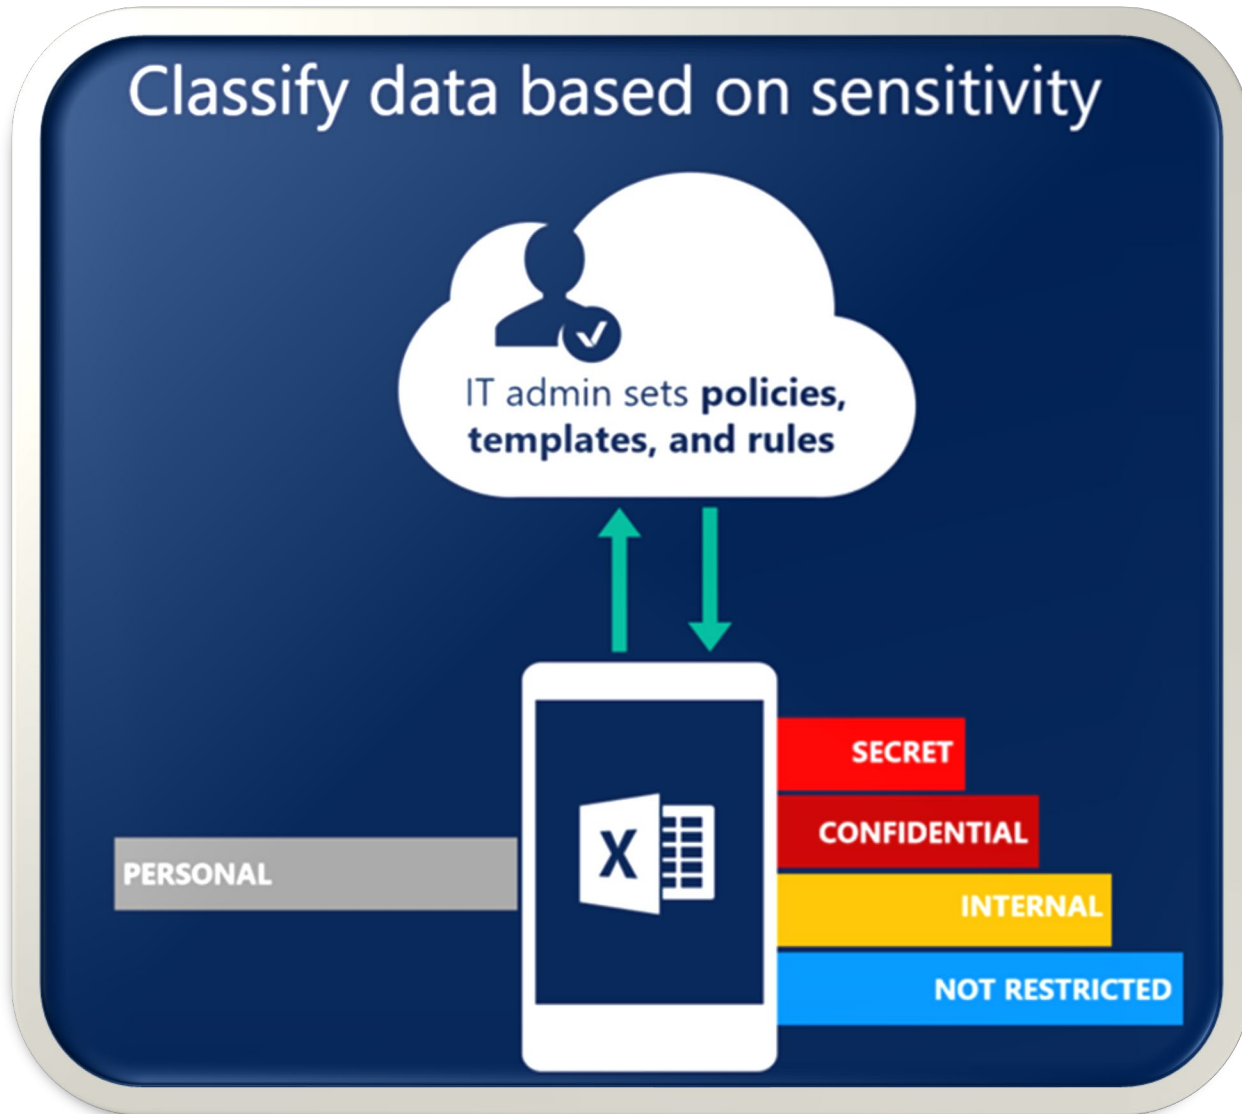 Classify data based on sensitivity
IT admin sets policies,
templates, and rules
SECRET
CONFIDENTIAL
PERSONAL
X
INTERNAL
NOT RESTRICTED